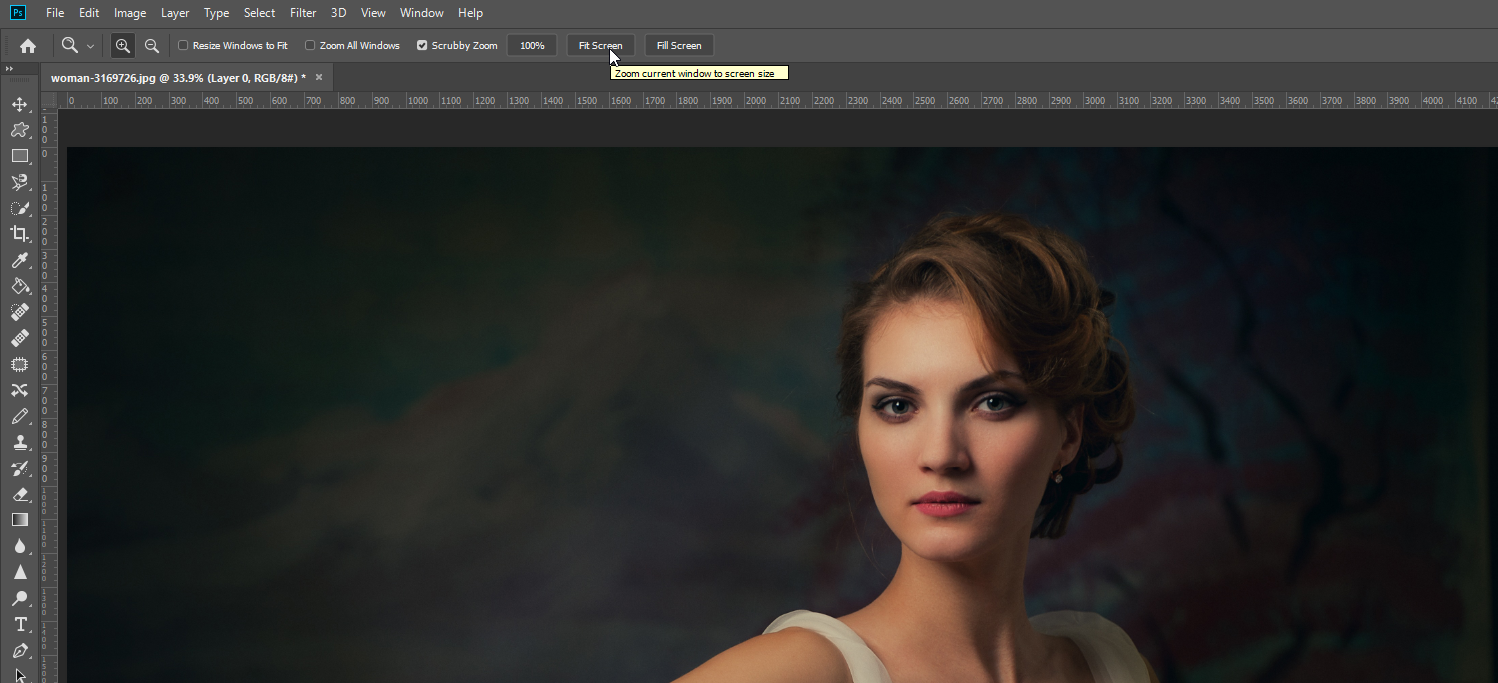 Ps File Edit Image Layer Type Select Filter 3D View Window Help
Resize Windows to Fit Zoom All Windows Scrubby Zoom 100% Fit Screen Fill Screen
woman-3169726.jpg @ 33.9% (Layer 0, RGB/8#) * ×
Zoom current window to screen size
0 100 200 300 400 500 600 700 800 900 1000 1100 1200 1300 1400 1500 1600 1700 1800 1900 2000 2100 2200 2300 2400 2500 2600 2700 2800 2900 3000 3100 3200 3300 3400 3500 3600 3700 3800 3900 4000 4100
100
0
100
200
300
400
500
600
700
800
900
1000
1100
1200
1300
1400
T